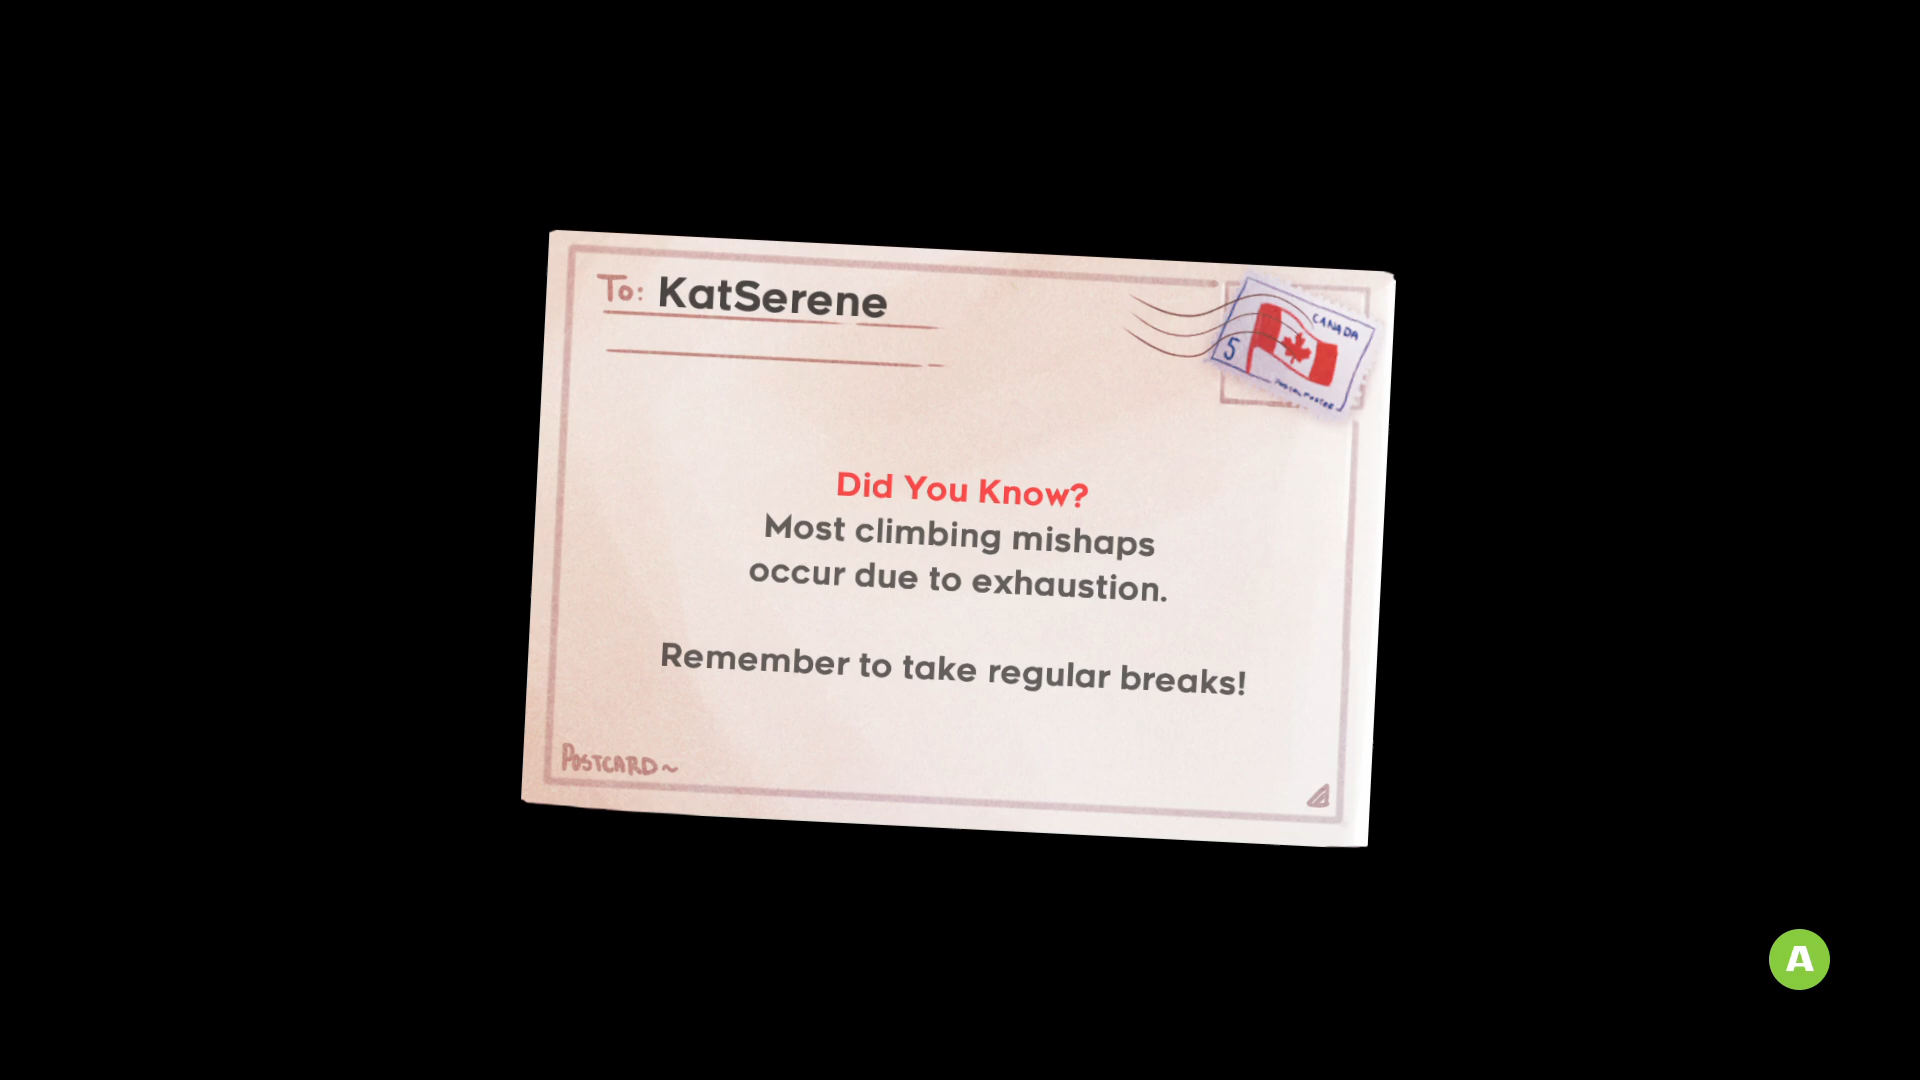 To: KatSerene
CANADA
5
Did You Know?
Most climbing mishaps
occur due to exhaustion.
Remember to take regular breaks!
POSTCARD~
A